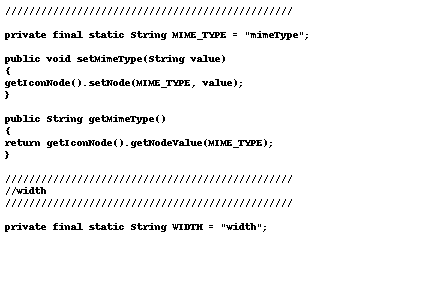 ////////////////////////////////////////////////
private final static String MIME_TYPE = "mimeType";
public void setMimeType(String value)
{
getIconNode().setNode(MIME_TYPE, value);
}
public String getMimeType()
{
return getIconNode().getNodeValue(MIME_TYPE);
}
////////////////////////////////////////////////
//width
////////////////////////////////////////////////
private final static String WIDTH = "width";